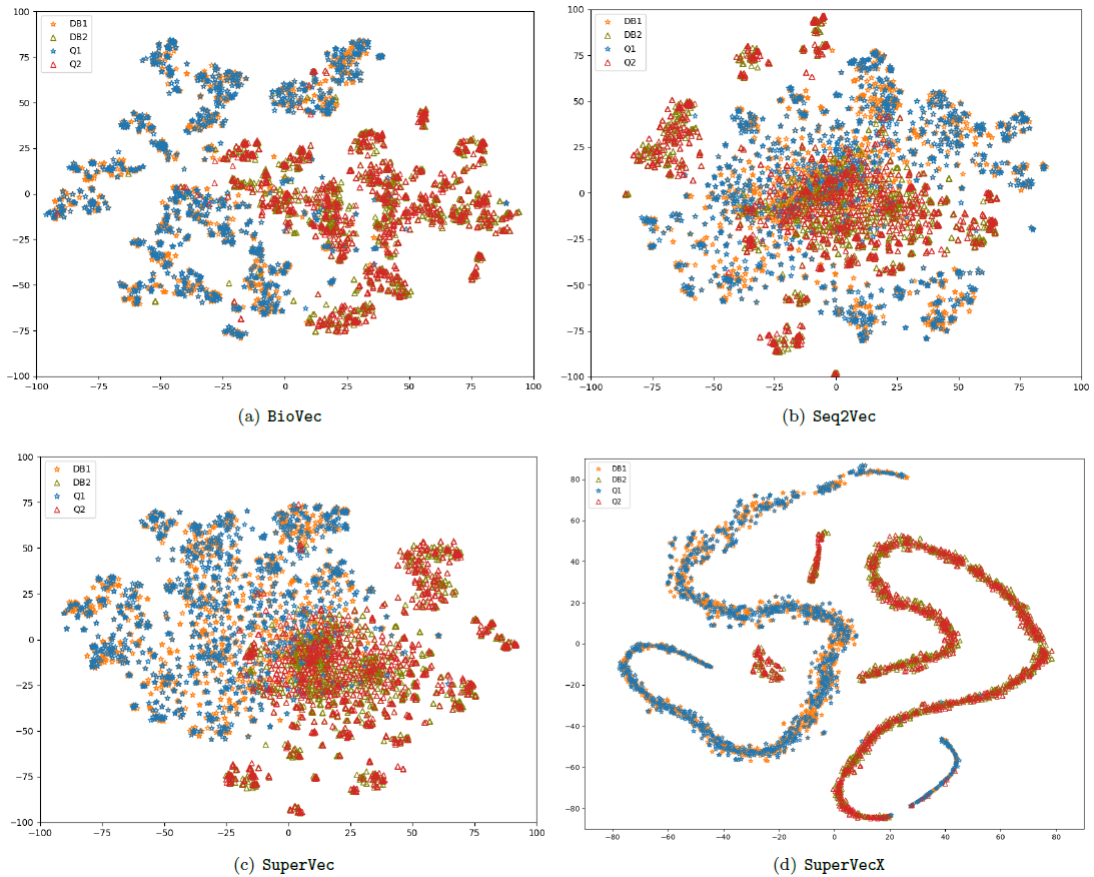 DB1
DB2
Q1
Q2
100
75
50
25
0
−25
−50
−75
−100
−100 −75 −50 −25 0 25 50 75 100
(a) BioVec
DB1
DB2
Q1
Q2
100
75
50
25
0
−25
−50
−75
−100
−100 −75 −50 −25 0 25 50 75 100
(b) Seq2Vec
DB1
DB2
Q1
Q2
100
75
50
25
0
−25
−50
−75
−100
−100 −75 −50 −25 0 25 50 75 100
(c) SuperVec
DB1
DB2
Q1
Q2
80
60
40
20
0
−20
−40
−60
−80
−80 −60 −40 −20 0 20 40 60 80
(d) SuperVecX